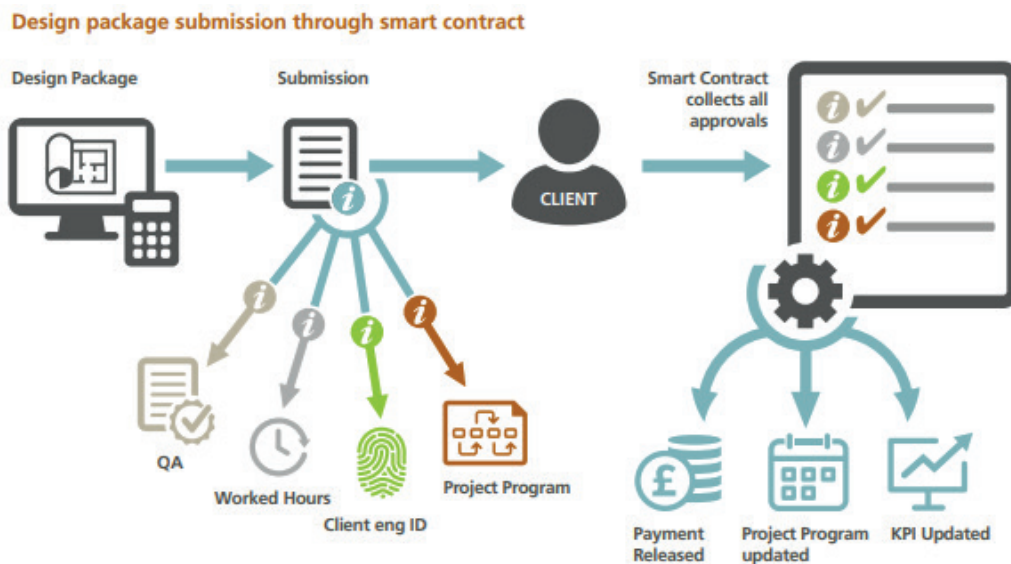 Design package submission through smart contract
Design Package
Submission
Smart Contract
collects all
approvals
CLIENT
i
i
i
i
i
i
i
i
i
QA
Worked Hours
Client eng ID
Project Program
£
Payment
Released
Project Program
updated
KPI Updated